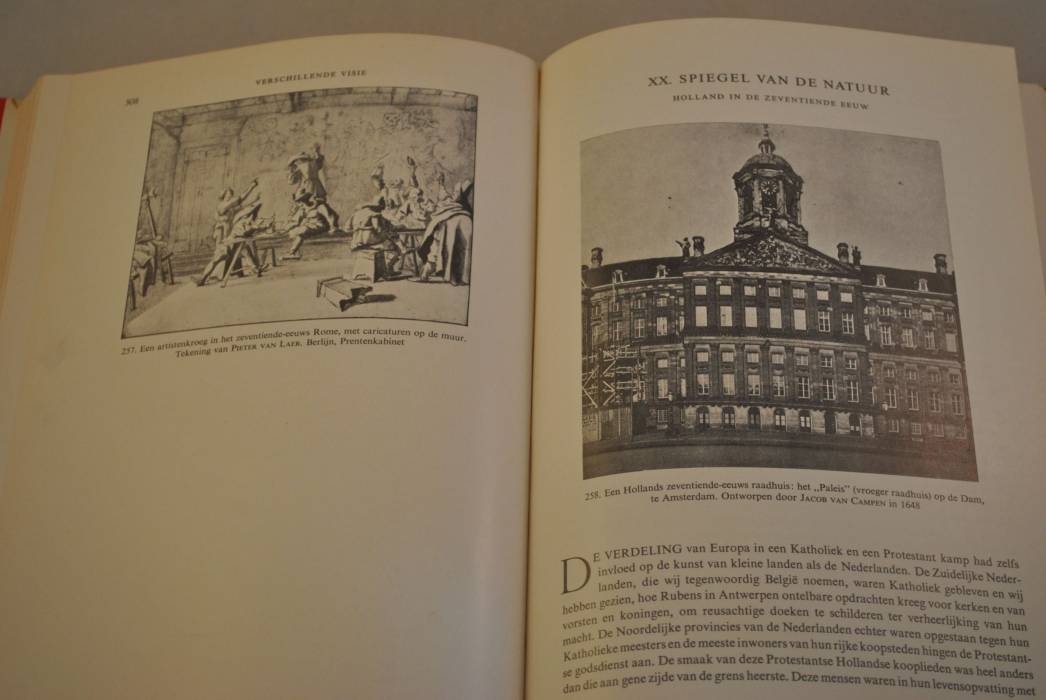 308
VERSCHILLENDE VISIE
257. Een artistenkroeg in het zeventiende-eeuws Rome, met caricaturen op de muur.
Tekening van PIETER VAN LAER. Berlijn, Prentenkabinet
XX. SPIEGEL VAN DE NATUUR
HOLLAND IN DE ZEVENTIENDE EEUW
258. Een Hollands zeventiende-eeuws raadhuis: het „Paleis” (vroeger raadhuis) op de Dam,
te Amsterdam. Ontworpen door JACOB VAN CAMPEN in 1648
DE VERDELING van Europa in een Katholiek en een Protestant kamp had zelfs
invloed op de kunst van kleine landen als de Nederlanden. De Zuidelijke Neder-
landen, die wij tegenwoordig België noemen, waren Katholiek gebleven en wij
hebben gezien, hoe Rubens in Antwerpen ontelbare opdrachten kreeg voor kerken en van
vorsten en koningen, om reusachtige doeken te schilderen ter verheerlijking van hun
macht. De Noordelijke provincies van de Nederlanden echter waren opgestaan tegen hun
Katholieke meesters en de meeste inwoners van hun rijke koopsteden hingen de Protestant-
se godsdienst aan. De smaak van deze Protestantse Hollandse kooplieden was heel anders
dan die aan gene zijde van de grens heerste. Deze mensen waren in hun levensopvatting met